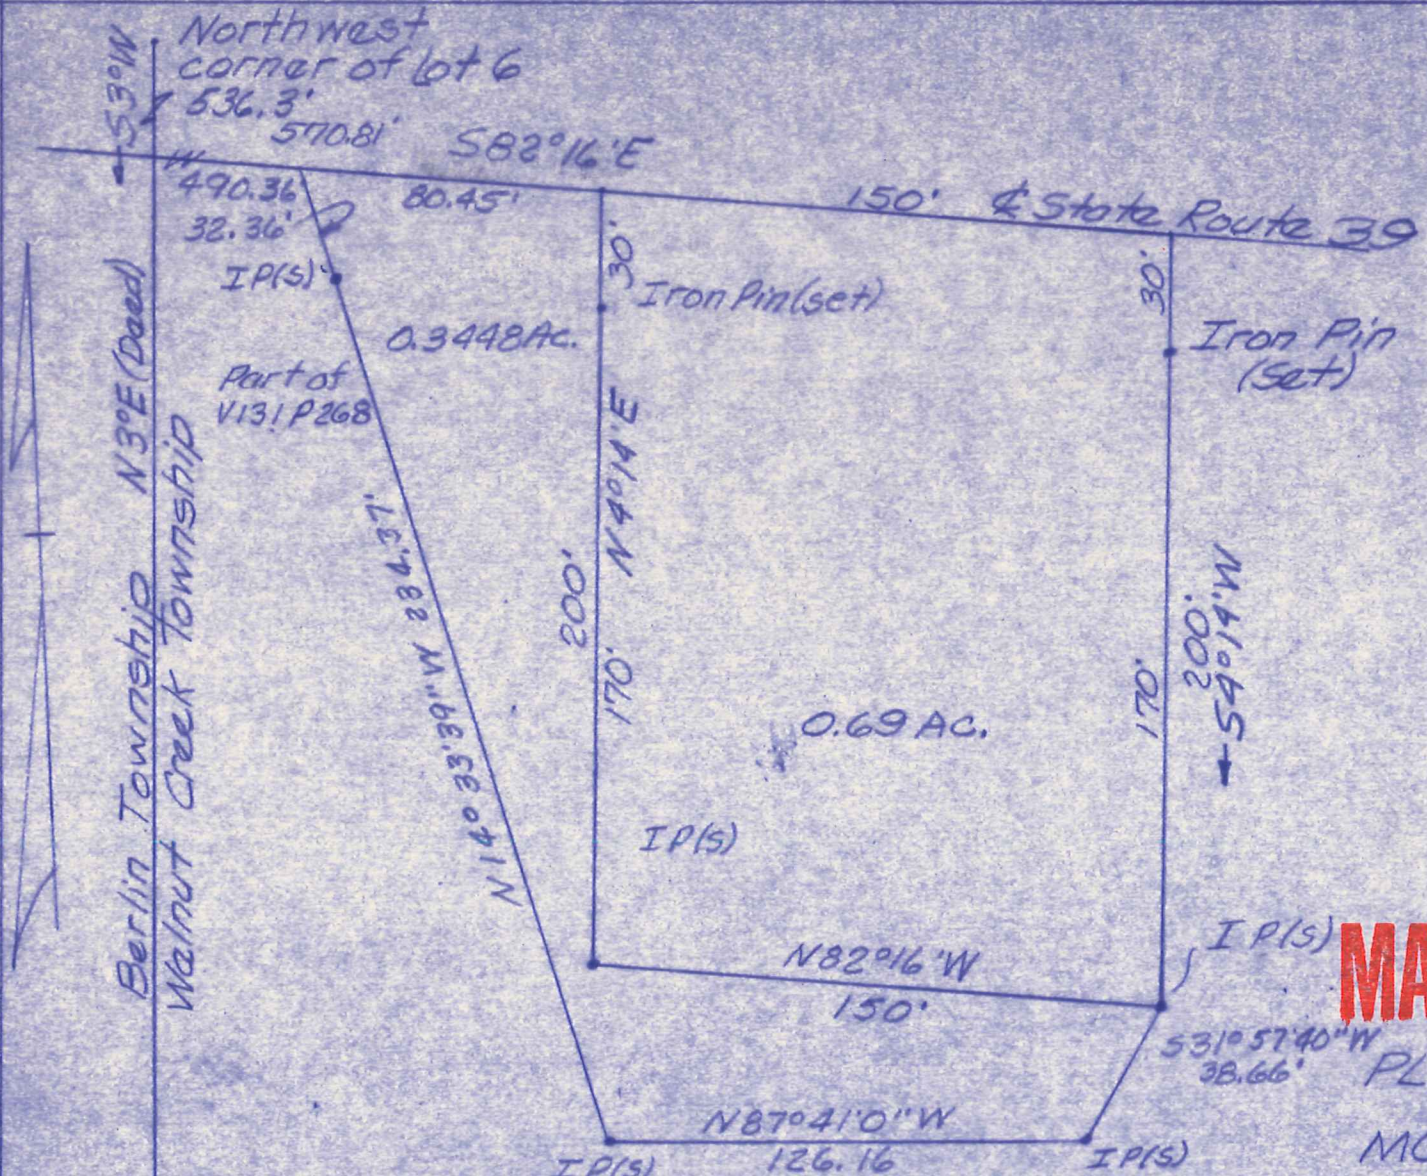 Northwest
corner of Lot 6
536.3'
570.81'
S82°16'E
←S3°W
490.36
80.45'
150'
℄ State Route 39
32.36'
IP(S)
30'
Iron Pin (set)
30'
Iron Pin
(Set)
0.3448 Ac.
Part of
V131 P268
N3°E (Deed)
Berlin Township
Walnut Creek Township
N4°14'E
200'
170'
N14°33'39"W
200'
170'
←S4°14'W
0.69 Ac.
IP(S)
N82°16'W
150'
IP(S)
MA
S31°57'40"W
38.66'
PL
N87°41'0"W
126.16
IP(S)
IP(S)
MO